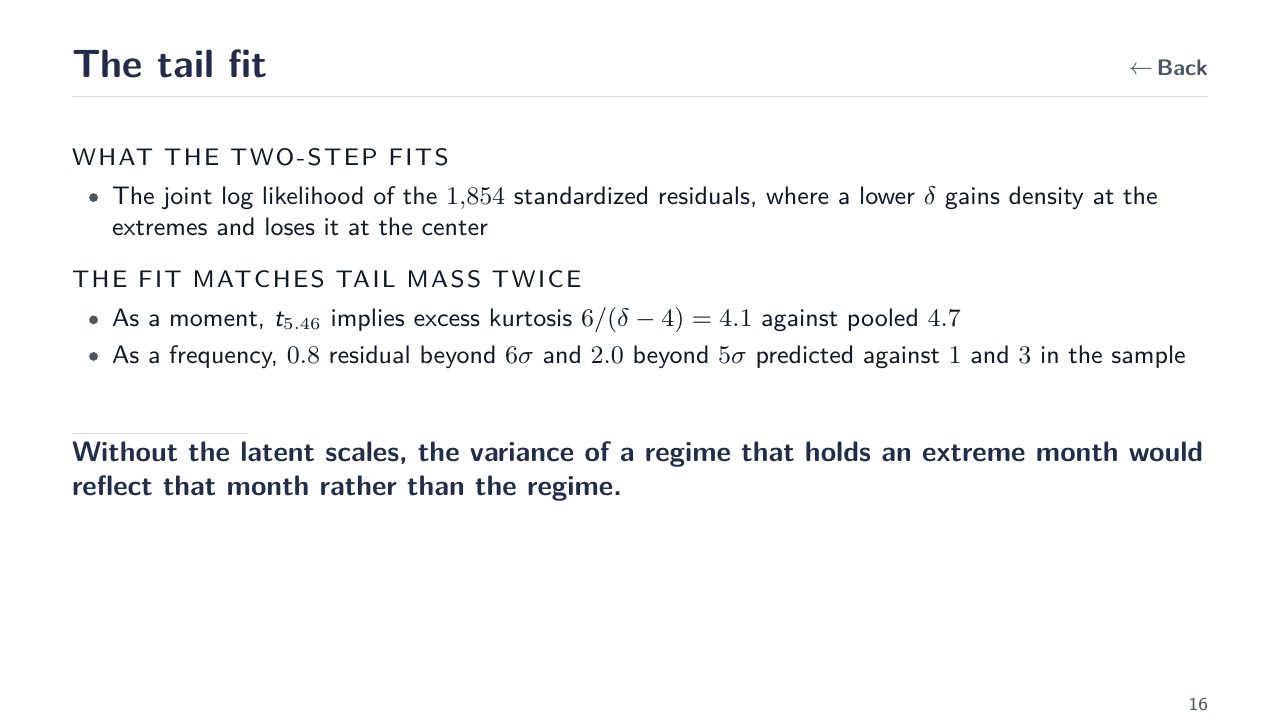 The tail fit
← Back
WHAT THE TWO-STEP FITS
• The joint log likelihood of the 1,854 standardized residuals, where a lower δ gains density at the
extremes and loses it at the center
THE FIT MATCHES TAIL MASS TWICE
• As a moment, t₅.₄₆ implies excess kurtosis 6/(δ − 4) = 4.1 against pooled 4.7
• As a frequency, 0.8 residual beyond 6σ and 2.0 beyond 5σ predicted against 1 and 3 in the sample
Without the latent scales, the variance of a regime that holds an extreme month would
reflect that month rather than the regime.
16